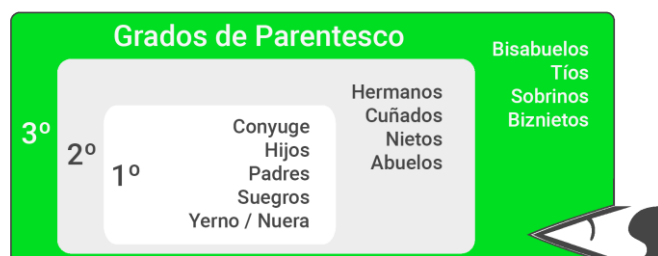 Grados de Parentesco
3º
Bisabuelos
Tíos
Sobrinos
Biznietos
2º
Hermanos
Cuñados
Nietos
Abuelos
1º
Conyuge
Hijos
Padres
Suegros
Yerno / Nuera